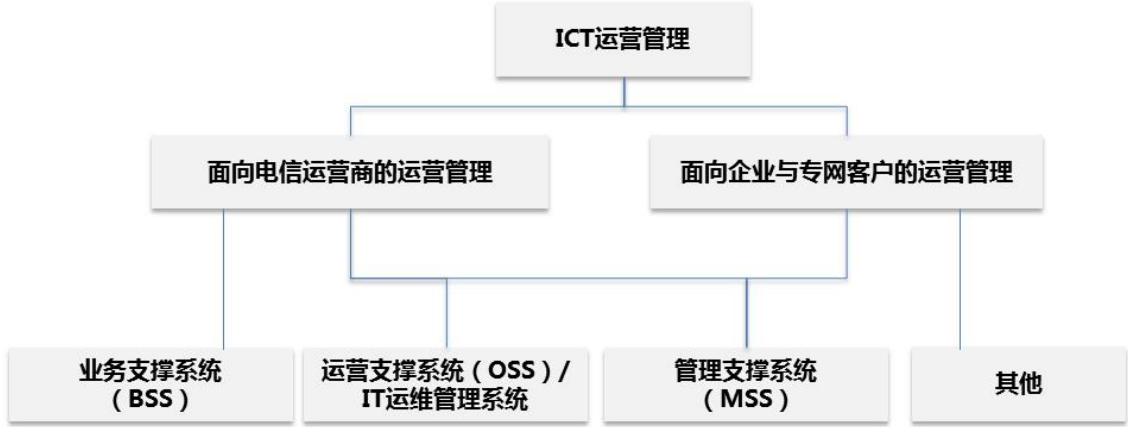 ICT运营管理
面向电信运营商的运营管理
面向企业与专网客户的运营管理
业务支撑系统
（BSS）
运营支撑系统（OSS）/
IT运维管理系统
管理支撑系统
（MSS）
其他